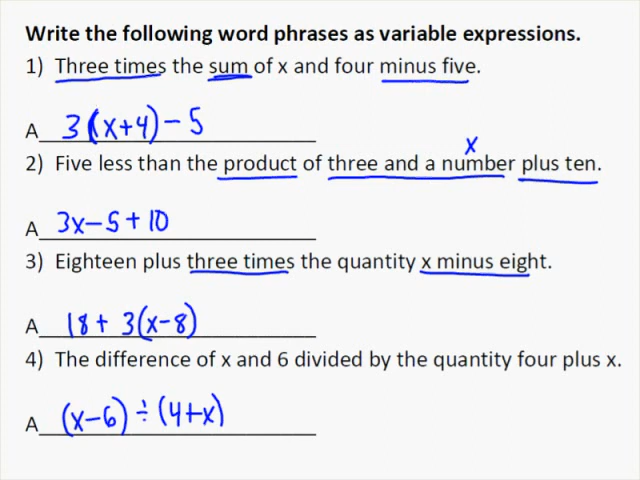 Write the following word phrases as variable expressions.
1) Three times the sum of x and four minus five.
A 3(x+4)-5
x
2) Five less than the product of three and a number plus ten.
A 3x-5+10
3) Eighteen plus three times the quantity x minus eight.
A 18+ 3(x-8)
4) The difference of x and 6 divided by the quantity four plus x.
A (x-6)÷(4+x)